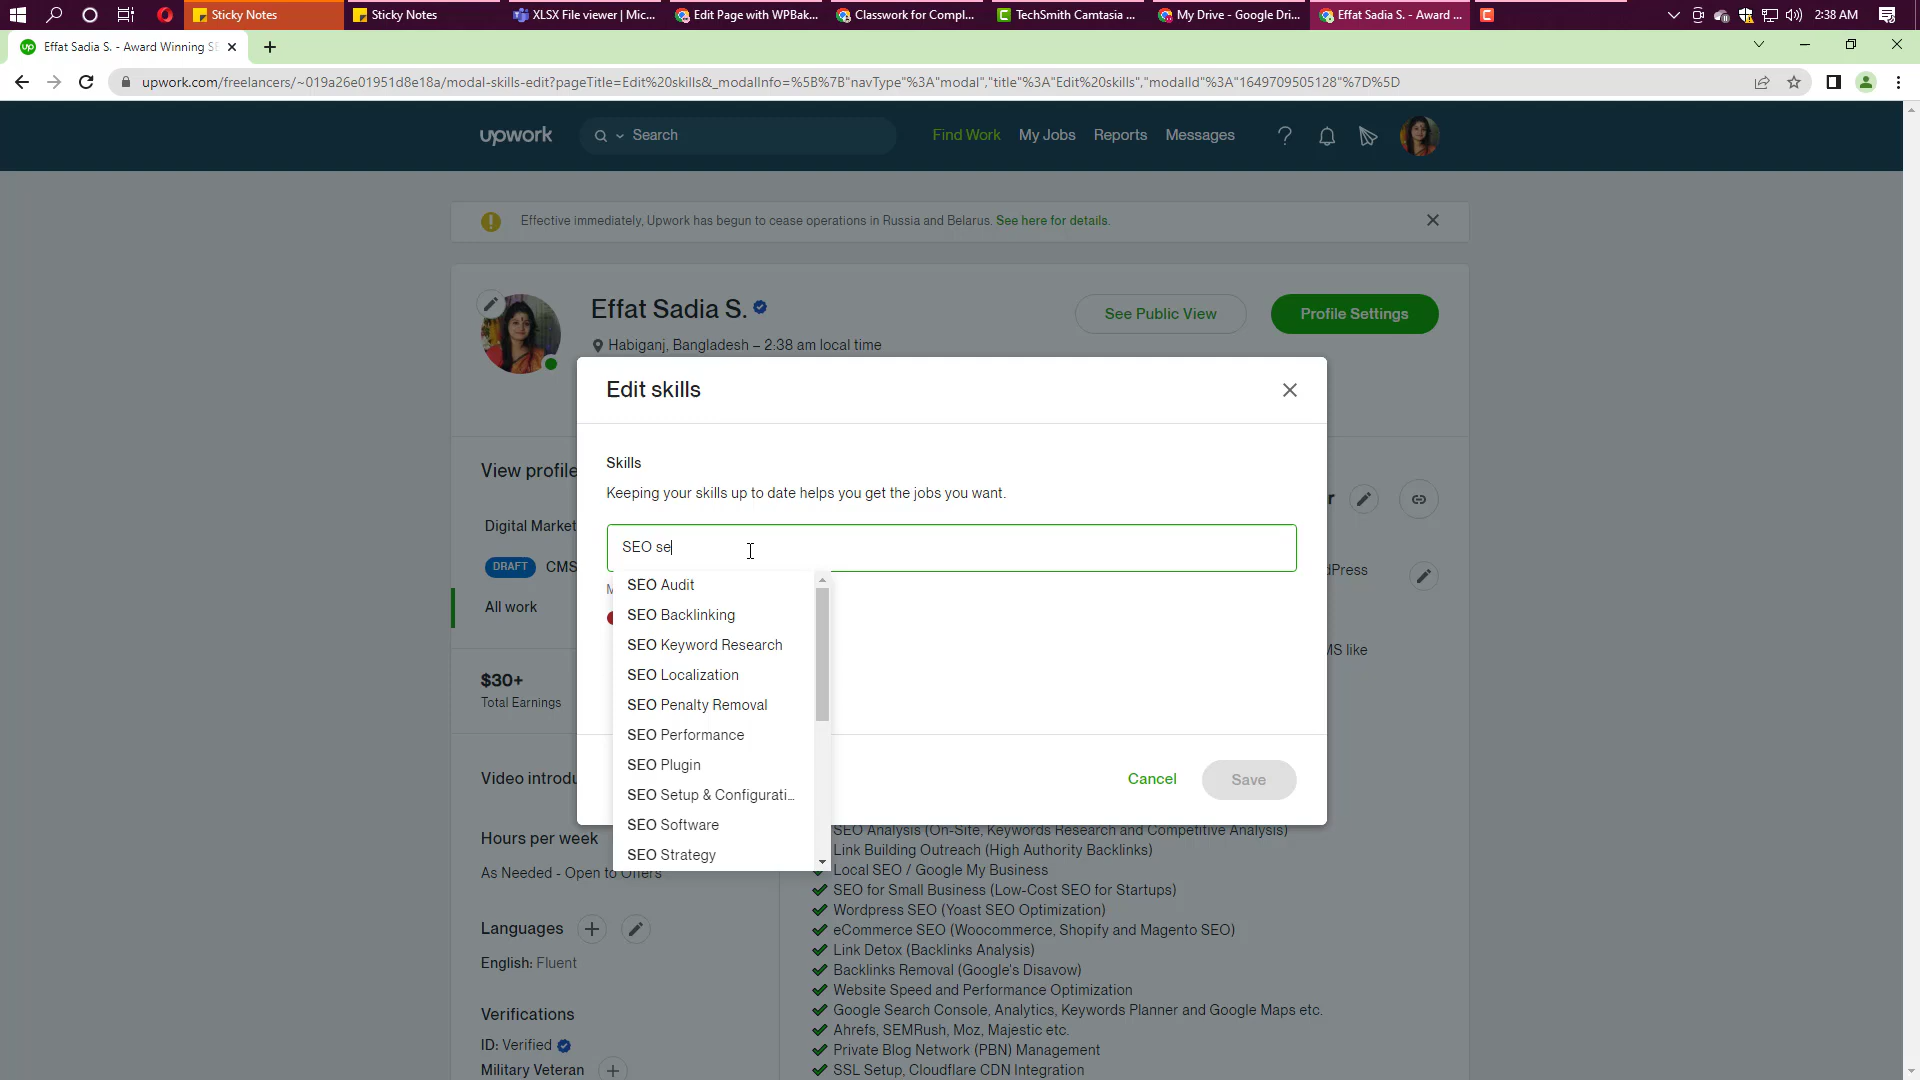 Sticky Notes
Sticky Notes
XLSX File viewer | Mic...
Edit Page with WPBak...
Classwork for Compl...
TechSmith Camtasia ...
My Drive - Google Dri...
Effat Sadia S. - Award ...
2:38 AM
Effat Sadia S. - Award Winning SE
upwork.com/freelancers/~019a26e01951d8e18a/modal-skills-edit?pageTitle=Edit%20skills&_modalInfo=%5B%7B"navType"%3A"modal","title"%3A"Edit%20skills","modalId"%3A"1649709505128"%7D%5D
upwork
Search
Find Work
My Jobs
Reports
Messages
Effective immediately, Upwork has begun to cease operations in Russia and Belarus. See here for details.
Effat Sadia S.
Habiganj, Bangladesh – 2:38 am local time
See Public View
Profile Settings
Edit skills
Skills
Keeping your skills up to date helps you get the jobs you want.
SEO se
SEO Audit
SEO Backlinking
SEO Keyword Research
SEO Localization
SEO Penalty Removal
SEO Performance
SEO Plugin
SEO Setup & Configurati...
SEO Software
SEO Strategy
Cancel
Save
View profile
Digital Market
DRAFT CMS
All work
$30+
Total Earnings
Video introdu
Hours per week
As Needed - Open to Offers
Languages
English: Fluent
Verifications
ID: Verified
Military Veteran
r
dPress
MS like
SEO Analysis (On-Site, Keywords Research and Competitive Analysis)
Link Building Outreach (High Authority Backlinks)
Local SEO / Google My Business
SEO for Small Business (Low-Cost SEO for Startups)
Wordpress SEO (Yoast SEO Optimization)
eCommerce SEO (Woocommerce, Shopify and Magento SEO)
Link Detox (Backlinks Analysis)
Backlinks Removal (Google's Disavow)
Website Speed and Performance Optimization
Google Search Console, Analytics, Keywords Planner and Google Maps etc.
Ahrefs, SEMRush, Moz, Majestic etc.
Private Blog Network (PBN) Management
SSL Setup, Cloudflare CDN Integration